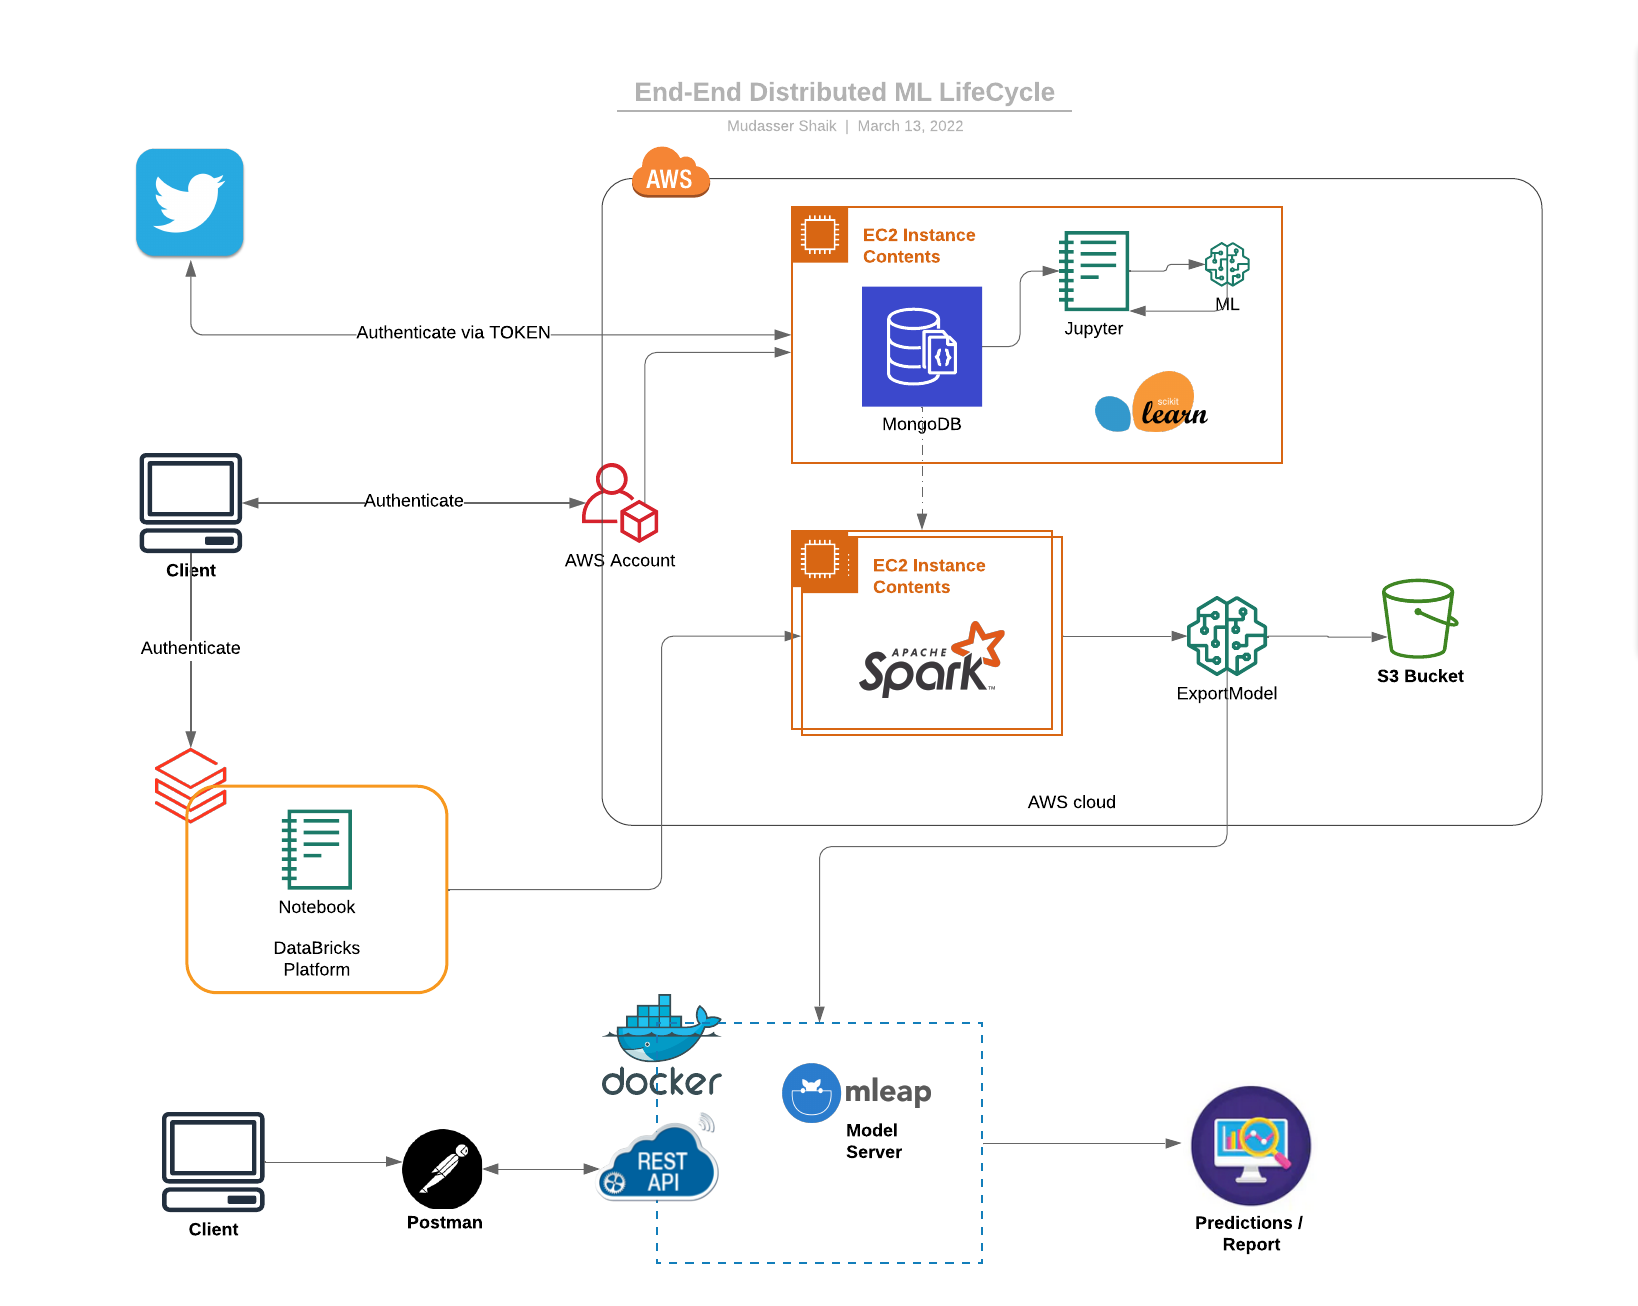 End-End Distributed ML LifeCycle
Mudasser Shaik | March 13, 2022
AWS
EC2 Instance
Contents
Jupyter
ML
Authenticate via TOKEN
MongoDB
scikit
learn
Authenticate
AWS Account
Client
EC2 Instance
Contents
Authenticate
APACHE
Spark™
ExportModel
S3 Bucket
AWS cloud
Notebook
DataBricks
Platform
docker
mleap
Model
Server
REST
API
Client
Postman
Predictions /
Report